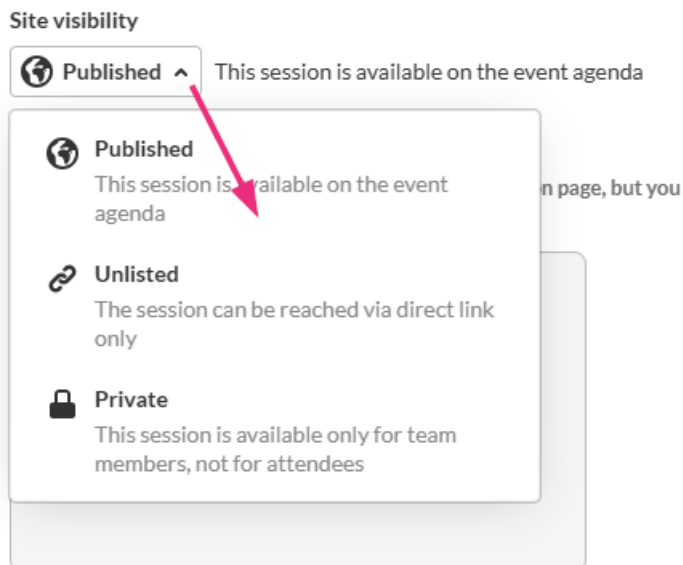 Site visibility
Published
This session is available on the event agenda
Published
This session is available on the event
agenda
n page, but you
Unlisted
The session can be reached via direct link
only
Private
This session is available only for team
members, not for attendees